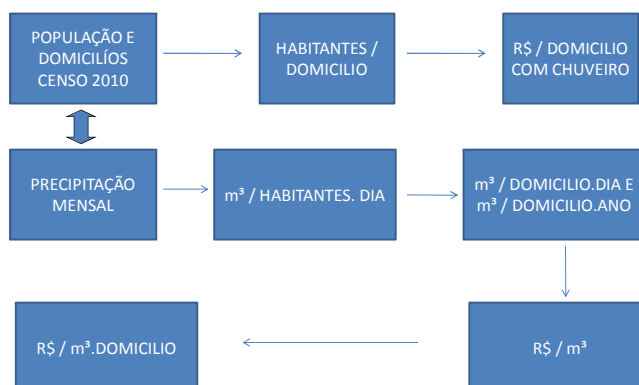 POPULAÇÃO E
DOMICILÍOS
CENSO 2010
HABITANTES /
DOMICILIO
R$ / DOMICILIO
COM CHUVEIRO
PRECIPITAÇÃO
MENSAL
m³ / HABITANTES. DIA
m³ / DOMICILIO.DIA E
m³ / DOMICILIO.ANO
R$ / m³.DOMICILIO
R$ / m³